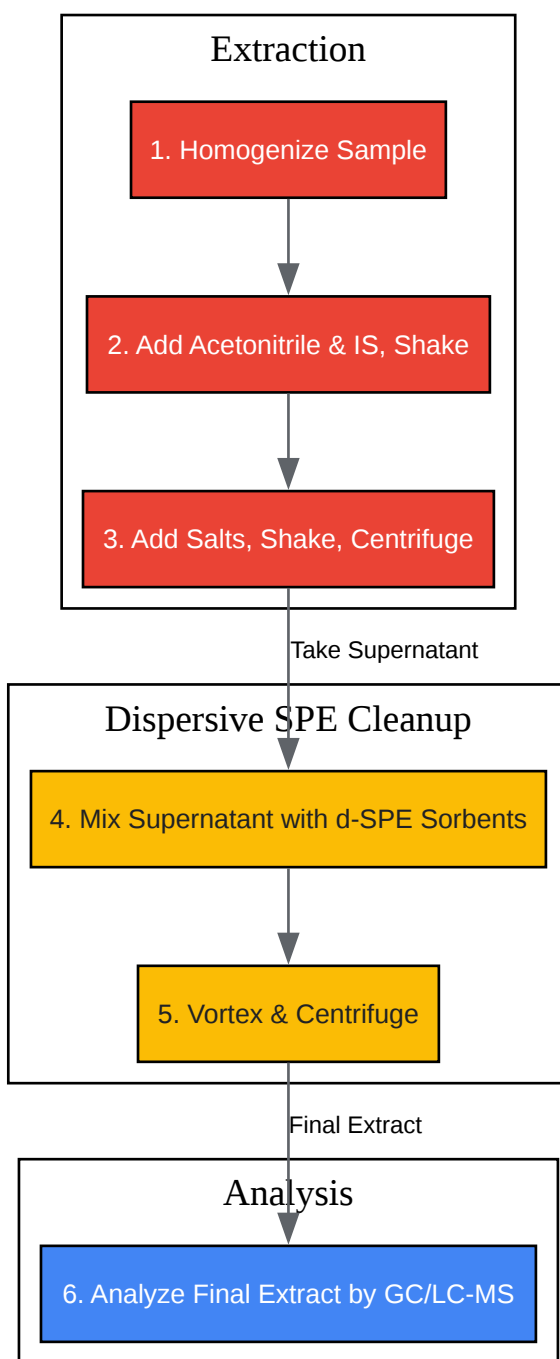 Extraction
1. Homogenize Sample
2. Add Acetonitrile & IS, Shake
3. Add Salts, Shake, Centrifuge
Take Supernatant
Dispersive SPE Cleanup
4. Mix Supernatant with d-SPE Sorbents
5. Vortex & Centrifuge
Final Extract
Analysis
6. Analyze Final Extract by GC/LC-MS